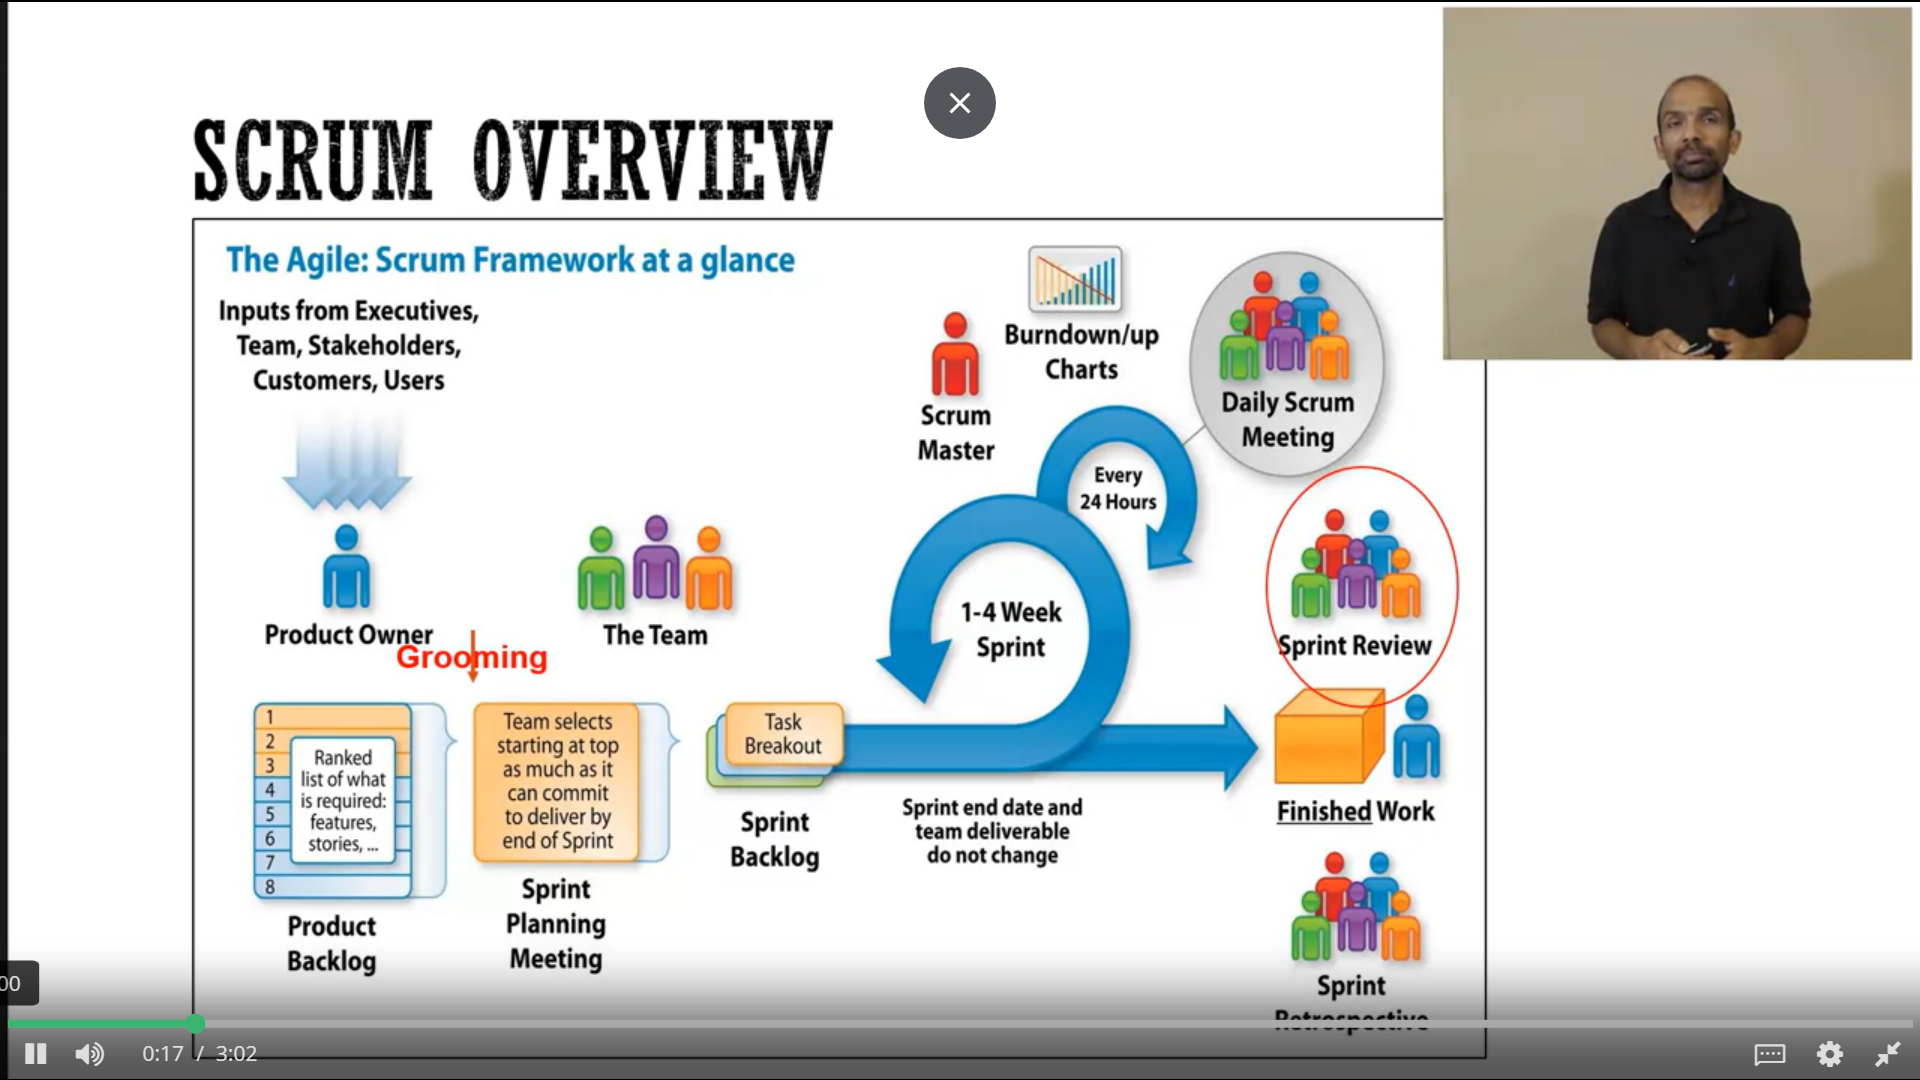 SCRUM OVERVIEW
The Agile: Scrum Framework at a glance
Inputs from Executives,
Team, Stakeholders,
Customers, Users
Product Owner
Grooming
The Team
Scrum
Master
Burndown/up
Charts
Daily Scrum
Meeting
Every
24 Hours
1-4 Week
Sprint
Sprint Review
1
2
3
4
5
6
7
8
Ranked
list of what
is required:
features,
stories, ...
Product
Backlog
Team selects
starting at top
as much as it
can commit
to deliver by
end of Sprint
Sprint
Planning
Meeting
Task
Breakout
Sprint
Backlog
Sprint end date and
team deliverable
do not change
Finished Work
Sprint
Retrospective
00
0:17 / 3:02